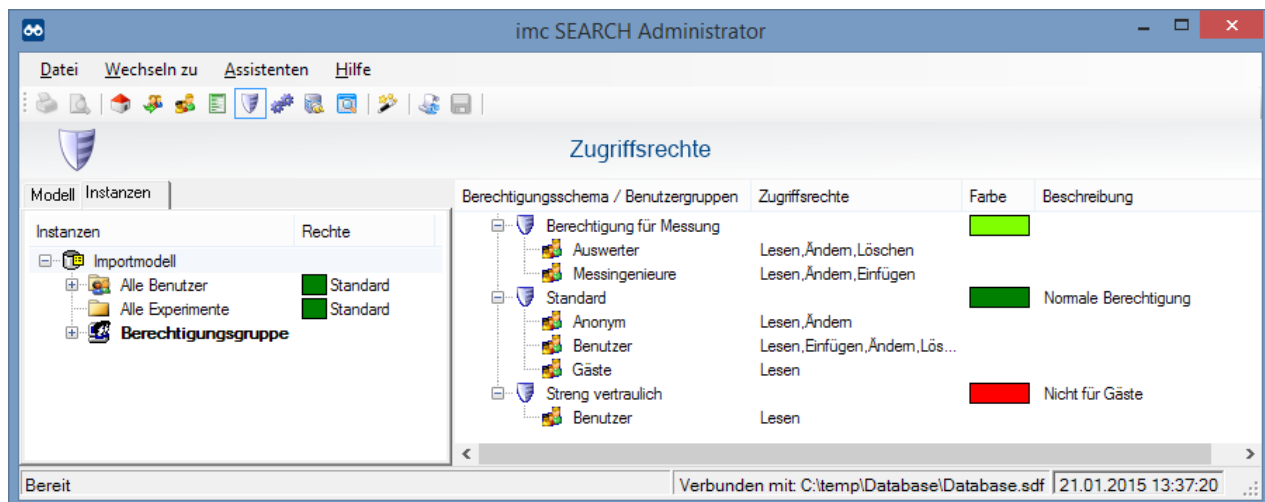 imc SEARCH Administrator
Datei Wechseln zu Assistenten Hilfe
Zugriffsrechte
Modell Instanzen
Instanzen Rechte
Importmodell
Alle Benutzer Standard
Alle Experimente Standard
Berechtigungsgruppe
Berechtigungsschema / Benutzergruppen Zugriffsrechte Farbe Beschreibung
Berechtigung für Messung
Auswerter Lesen,Ändern,Löschen
Messingenieure Lesen,Ändern,Einfügen
Standard Normale Berechtigung
Anonym Lesen,Ändern
Benutzer Lesen,Einfügen,Ändern,Lös...
Gäste Lesen
Streng vertraulich Nicht für Gäste
Benutzer Lesen
Bereit Verbunden mit: C:\temp\Database\Database.sdf 21.01.2015 13:37:20